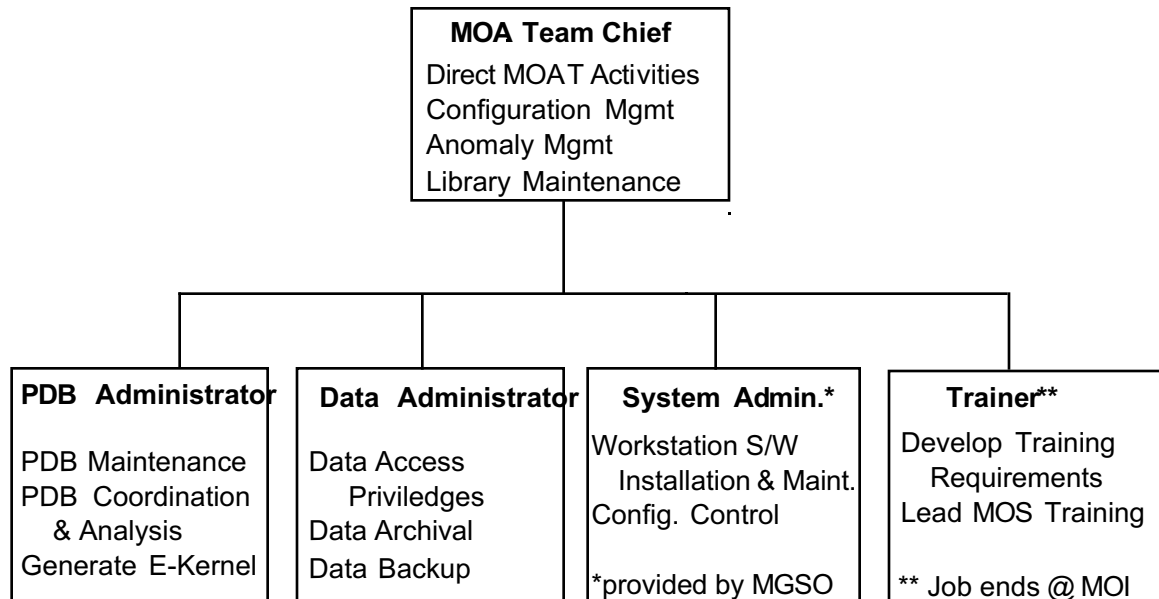 MOA Team Chief
Direct MOAT Activities
Configuration Mgmt
Anomaly Mgmt
Library Maintenance
PDB Administrator
PDB Maintenance
PDB Coordination
& Analysis
Generate E-Kernel
Data Administrator
Data Access
Priviledges
Data Archival
Data Backup
System Admin.*
Workstation S/W
Installation & Maint.
Config. Control
*provided by MGSO
Trainer**
Develop Training
Requirements
Lead MOS Training
** Job ends @ MOI